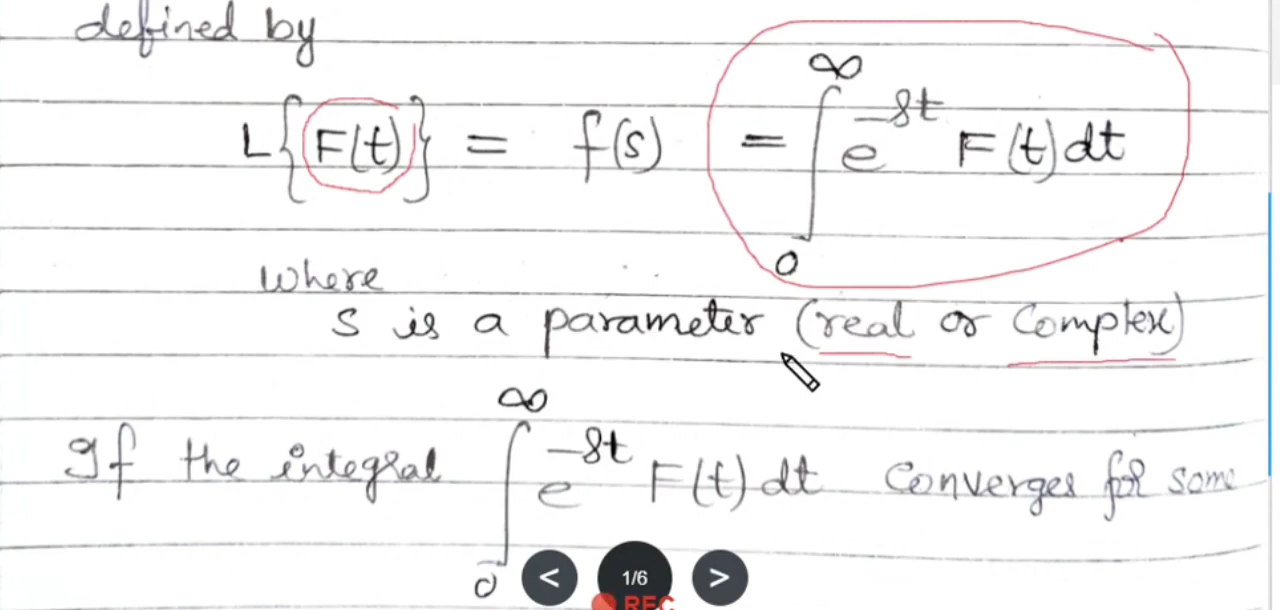 defined by
L{F(t)} = f(s) = ∫₀^∞ e^{-st} F(t) dt
where
s is a parameter (real or Complex)
If the integral ∫₀^∞ e^{-st} F(t) dt Converges for some
< 1/6 >
REC